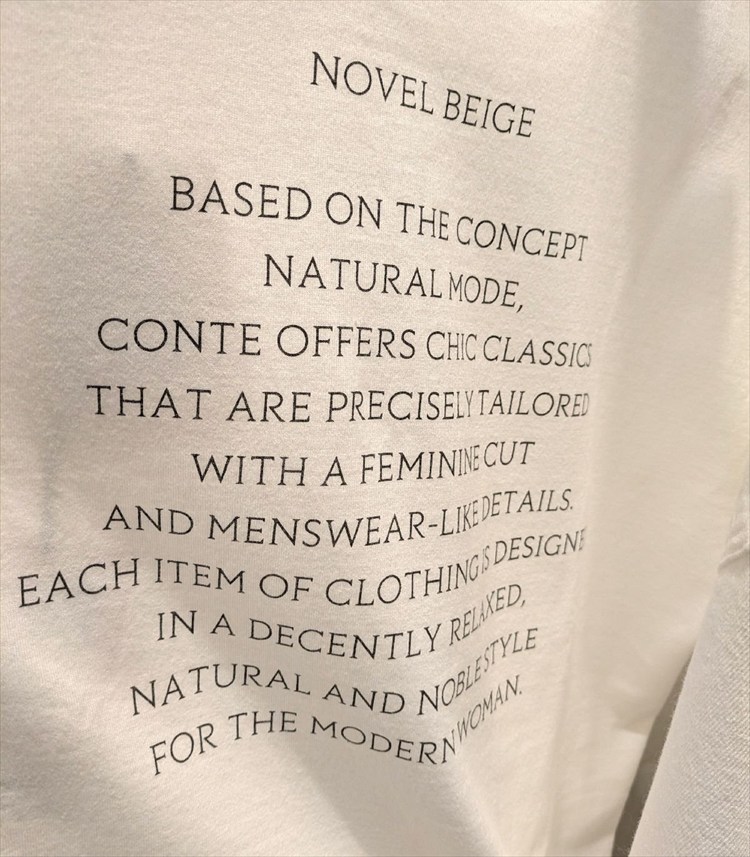 NOVEL BEIGE
BASED ON THE CONCEPT
NATURAL MODE,
CONTE OFFERS CHIC CLASSICS
THAT ARE PRECISELY TAILORED
WITH A FEMININE CUT
AND MENSWEAR-LIKE DETAILS.
EACH ITEM OF CLOTHING IS DESIGNE
IN A DECENTLY RELAXED,
NATURAL AND NOBLE STYLE
FOR THE MODERN WOMAN.